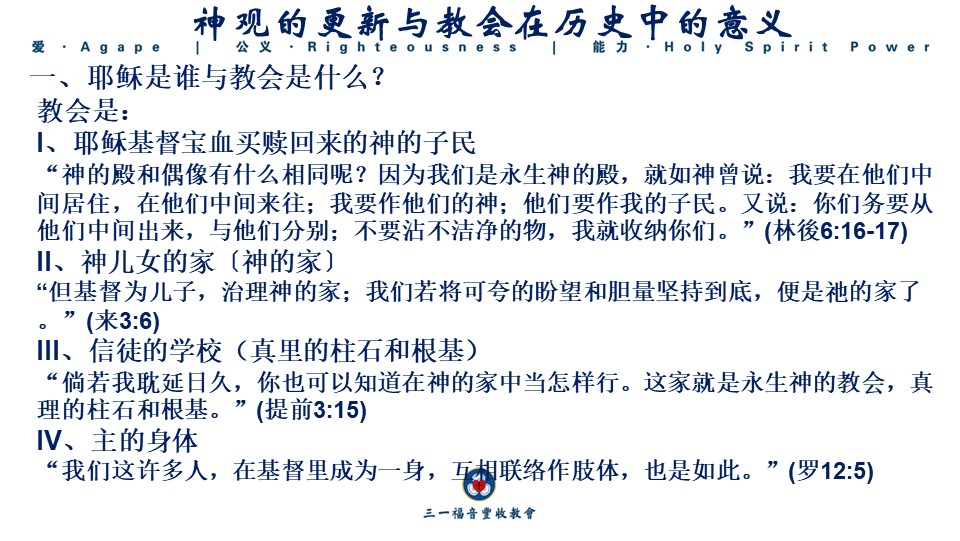 神观的更新与教会在历史中的意义
爱 · Agape | 公义 · Righteousness | 能力 · Holy Spirit Power
一、耶稣是谁与教会是什么？
教会是：
I、耶稣基督宝血买赎回来的神的子民
“神的殿和偶像有什么相同呢？因为我们是永生神的殿，就如神曾说：我要在他们中
间居住，在他们中间来往；我要作他们的神；他们要作我的子民。又说：你们务要从
他们中间出来，与他们分别；不要沾不洁净的物，我就收纳你们。”(林後6:16-17)
II、神儿女的家〔神的家〕
“但基督为儿子，治理神的家；我们若将可夸的盼望和胆量坚持到底，便是祂的家了
。”(来3:6)
III、信徒的学校（真里的柱石和根基）
“倘若我耽延日久，你也可以知道在神的家中当怎样行。这家就是永生神的教会，真
理的柱石和根基。”(提前3:15)
IV、主的身体
“我们这许多人，在基督里成为一身，互相联络作肢体，也是如此。”(罗12:5)
三一福音豐收教會